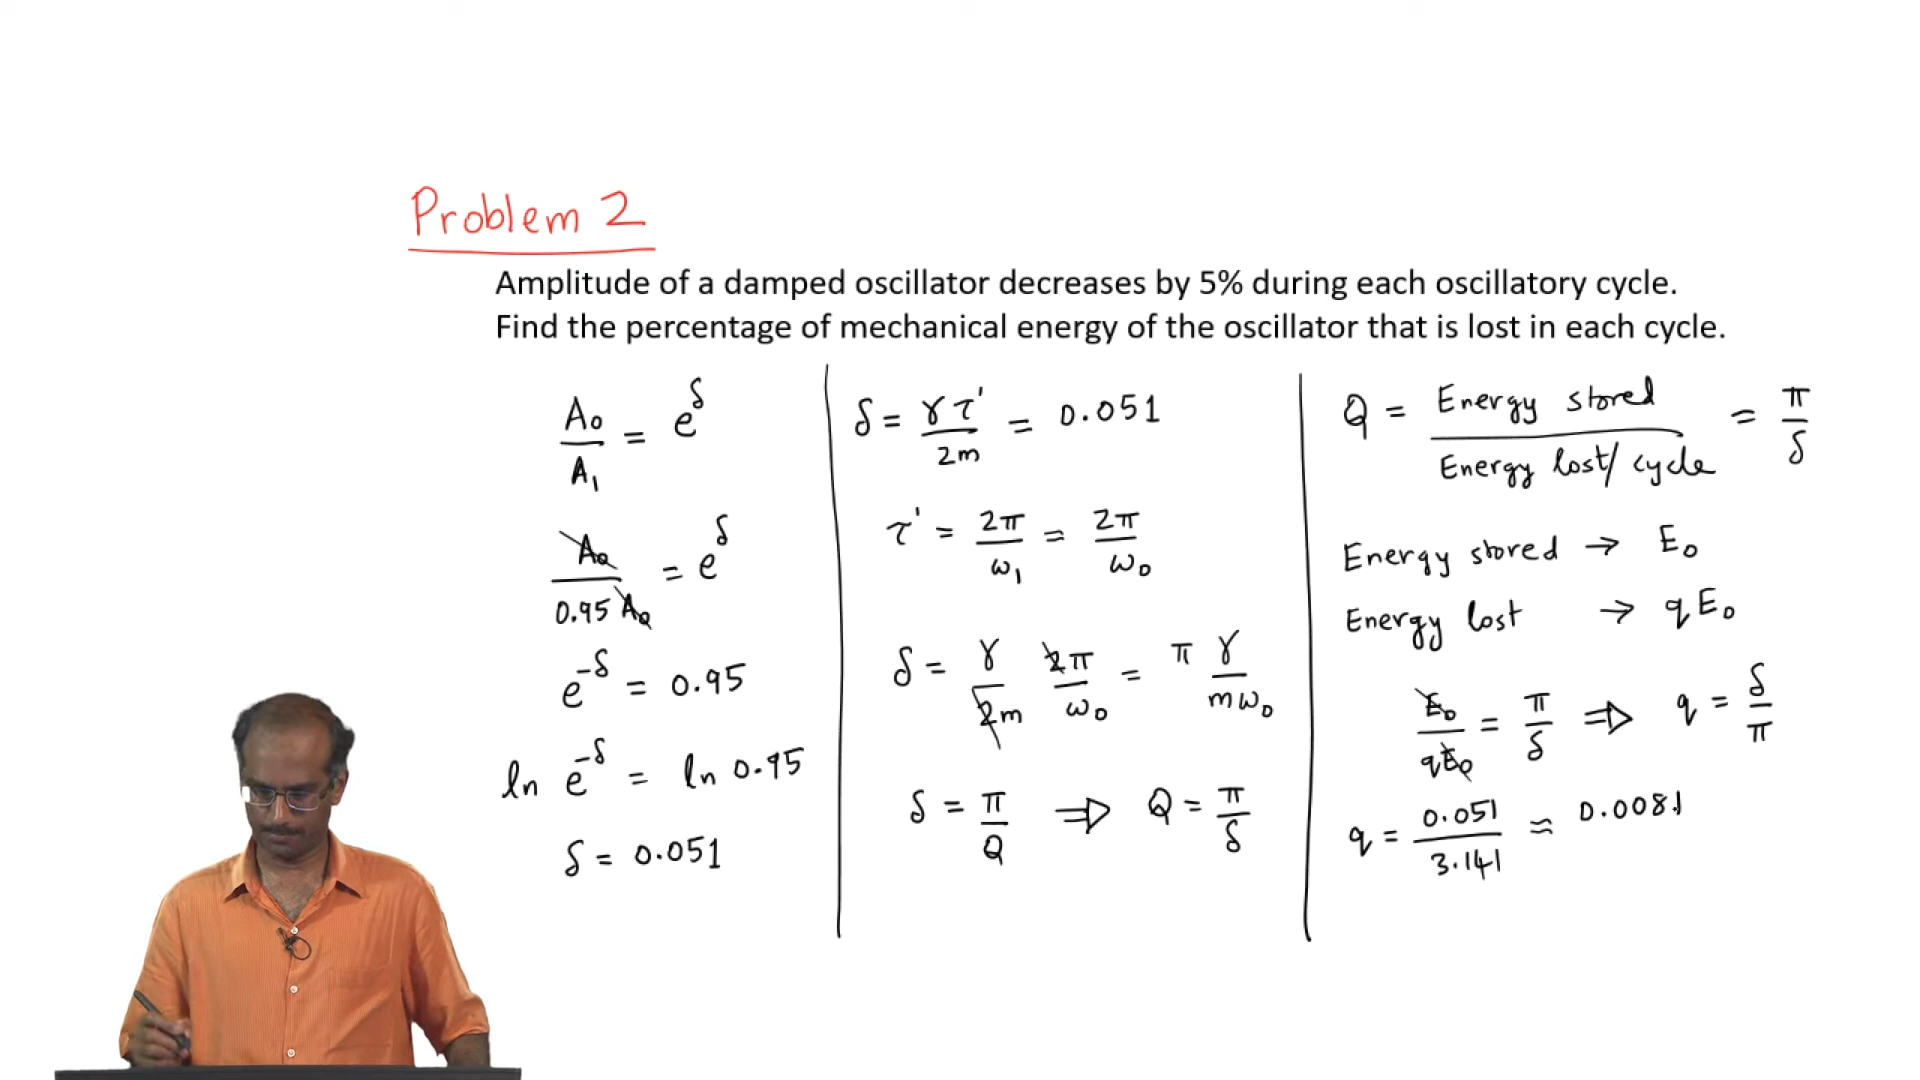 Problem 2
Amplitude of a damped oscillator decreases by 5% during each oscillatory cycle.
Find the percentage of mechanical energy of the oscillator that is lost in each cycle.
A₀/A₁ = e^δ
A₀/0.95 A₀ = e^δ
e^-δ = 0.95
ln e^-δ = ln 0.95
δ = 0.051
δ = γτ'/2m = 0.051
τ' = 2π/ω₁ = 2π/ω₀
δ = γ/2m 2π/ω₀ = π γ/mω₀
δ = π/Q ⇒ Q = π/δ
Q = Energy stored/Energy lost/cycle = π/δ
Energy stored → E₀
Energy lost → qE₀
E₀/qE₀ = π/δ ⇒ q = δ/π
q = 0.051/3.141 ≈ 0.0081